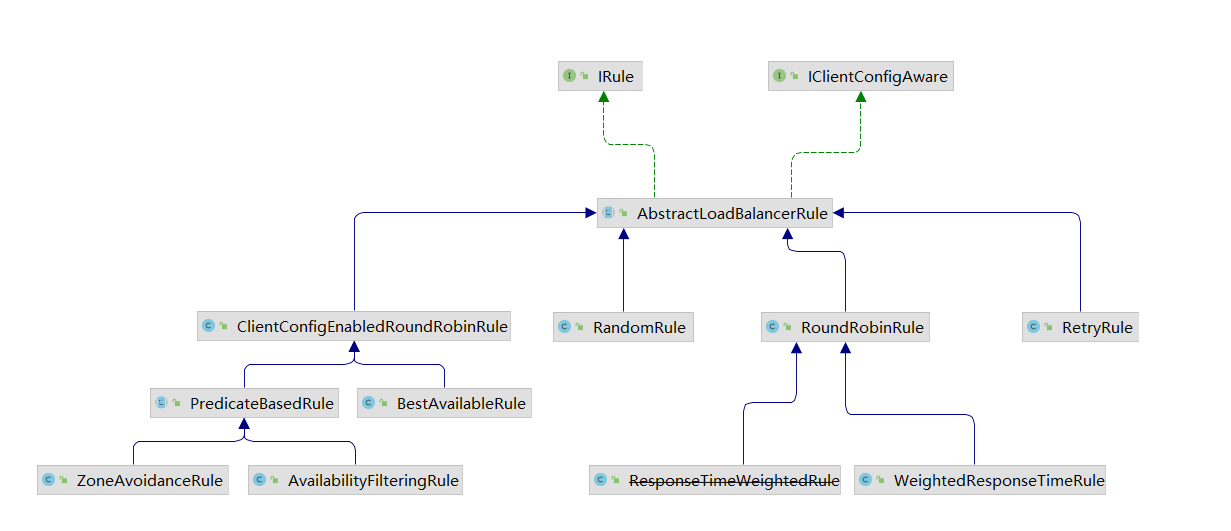 IRule
IClientConfigAware
AbstractLoadBalancerRule
ClientConfigEnabledRoundRobinRule
RandomRule
RoundRobinRule
RetryRule
PredicateBasedRule
BestAvailableRule
ZoneAvoidanceRule
AvailabilityFilteringRule
ResponseTimeWeightedRule
WeightedResponseTimeRule